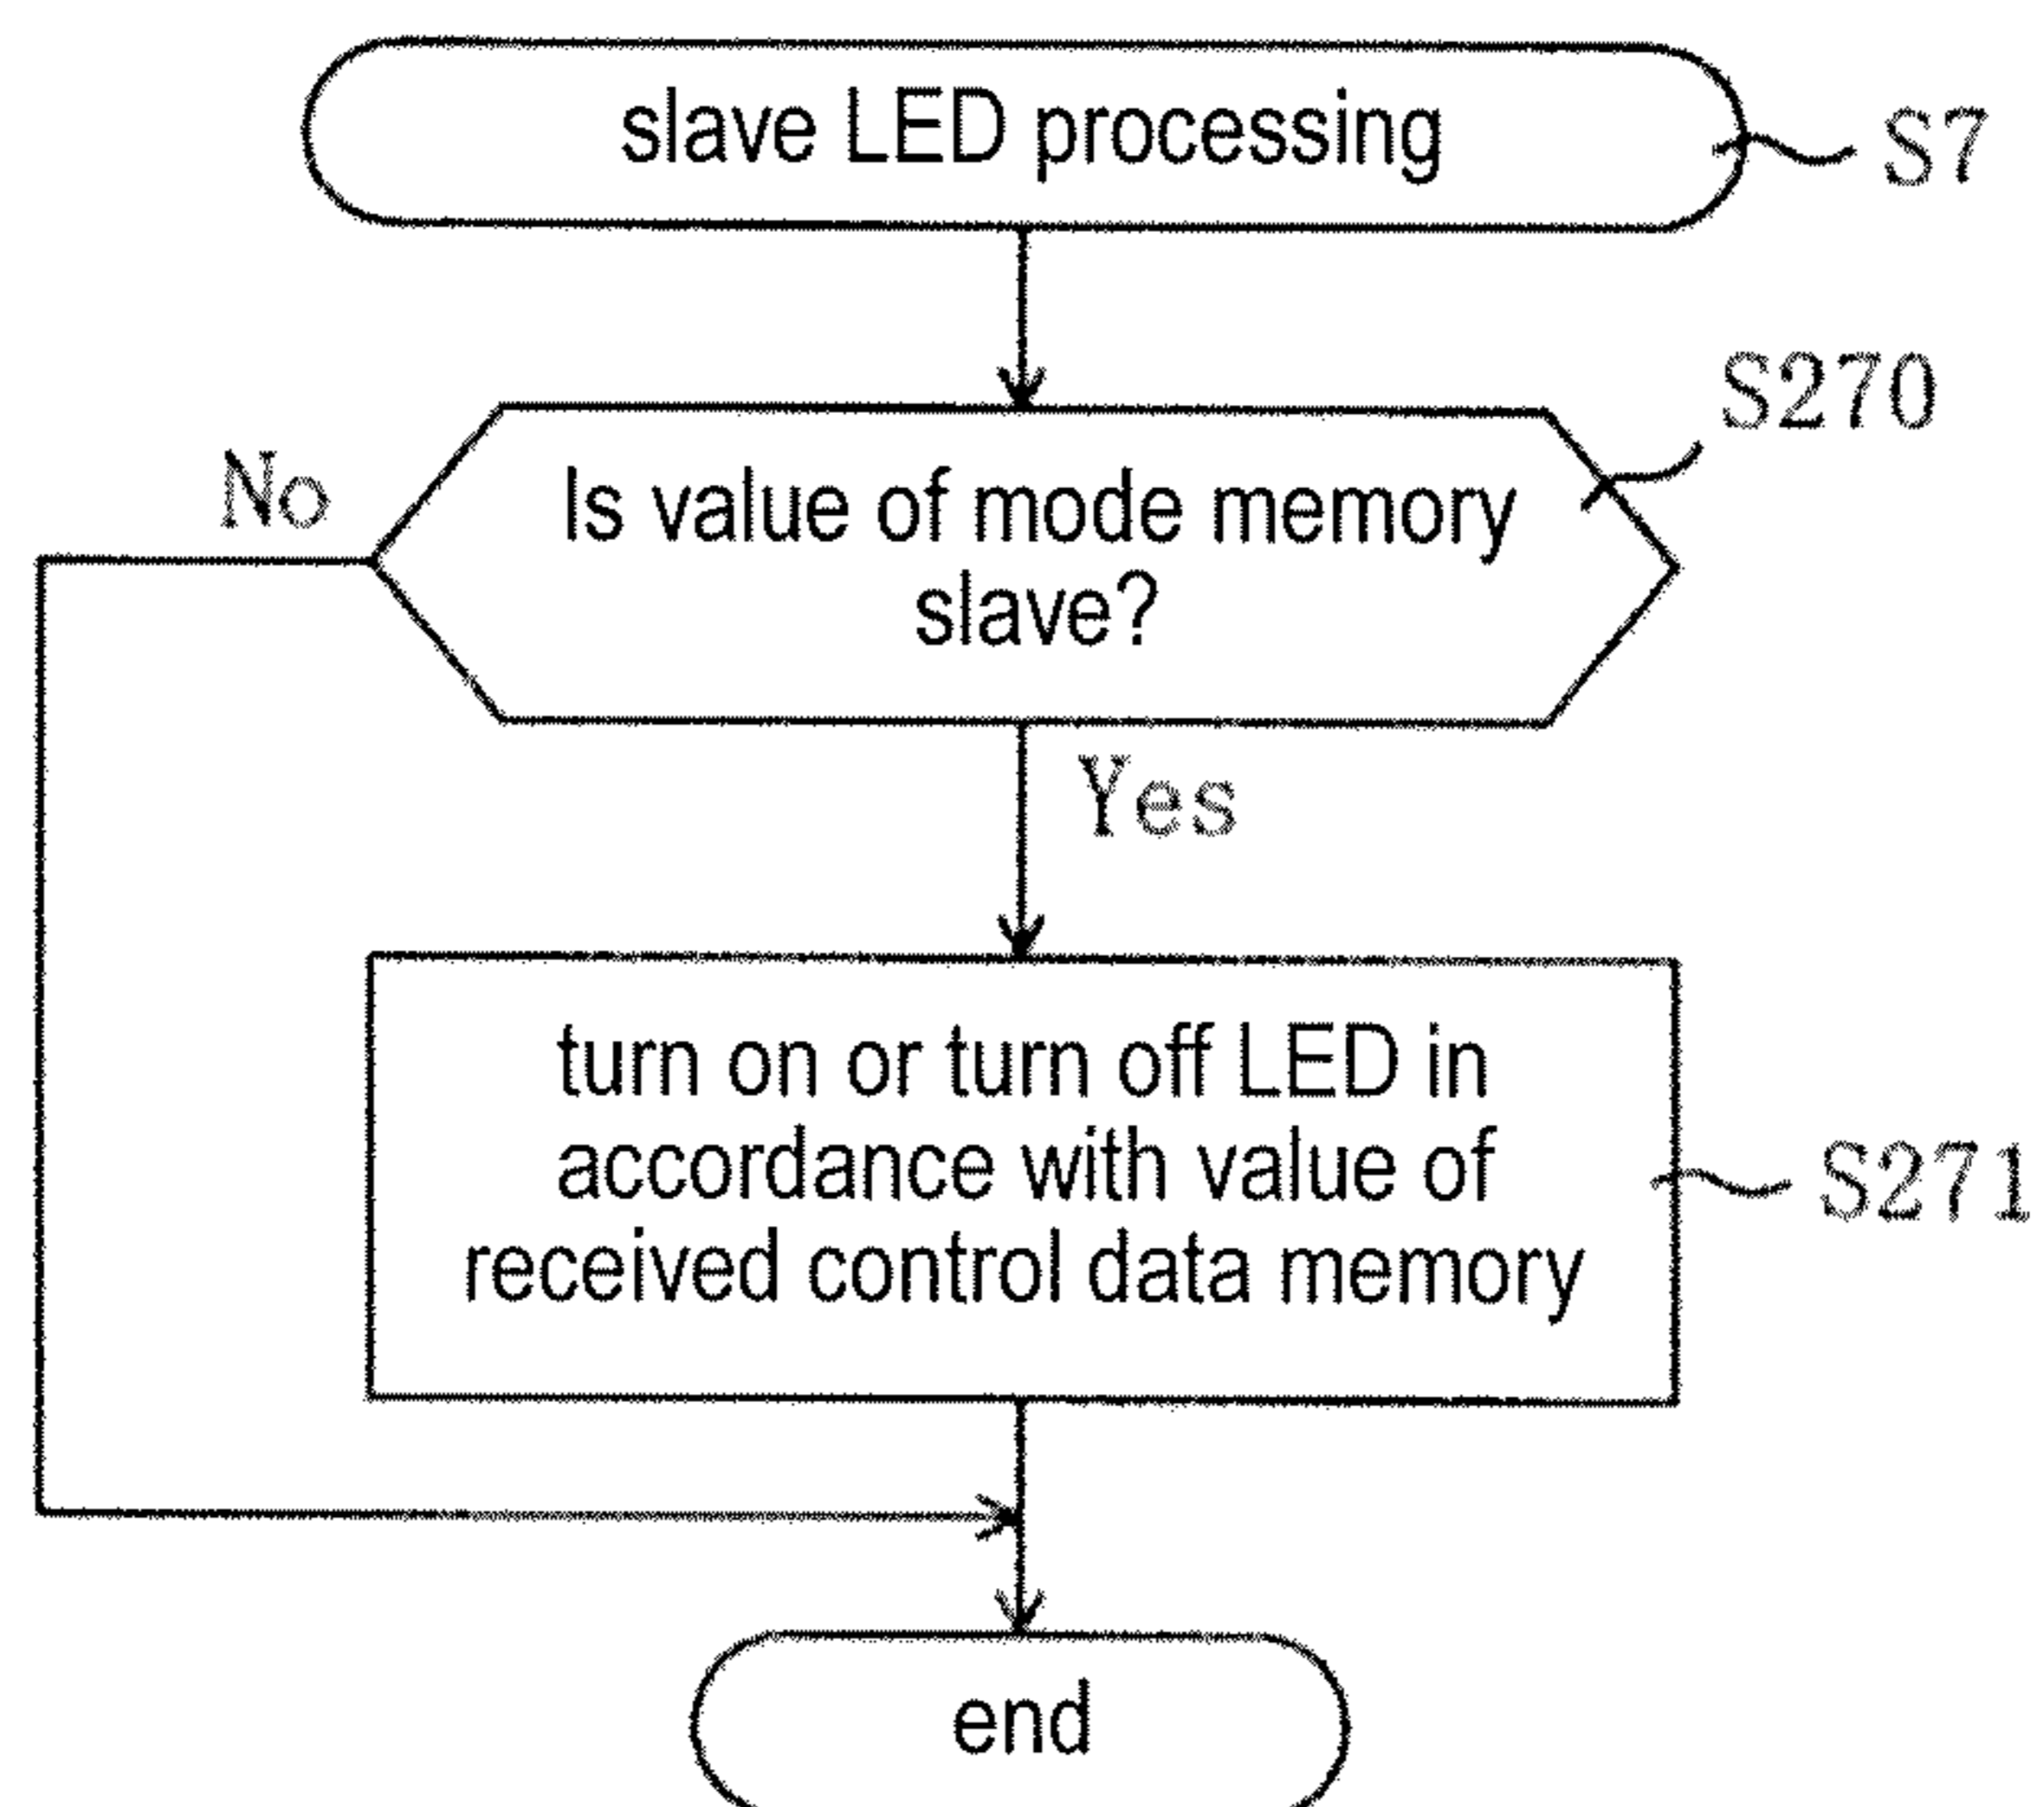 slave LED processing
S7
S270
No
Is value of mode memory
slave?
Yes
turn on or turn off LED in
accordance with value of
received control data memory
S271
end